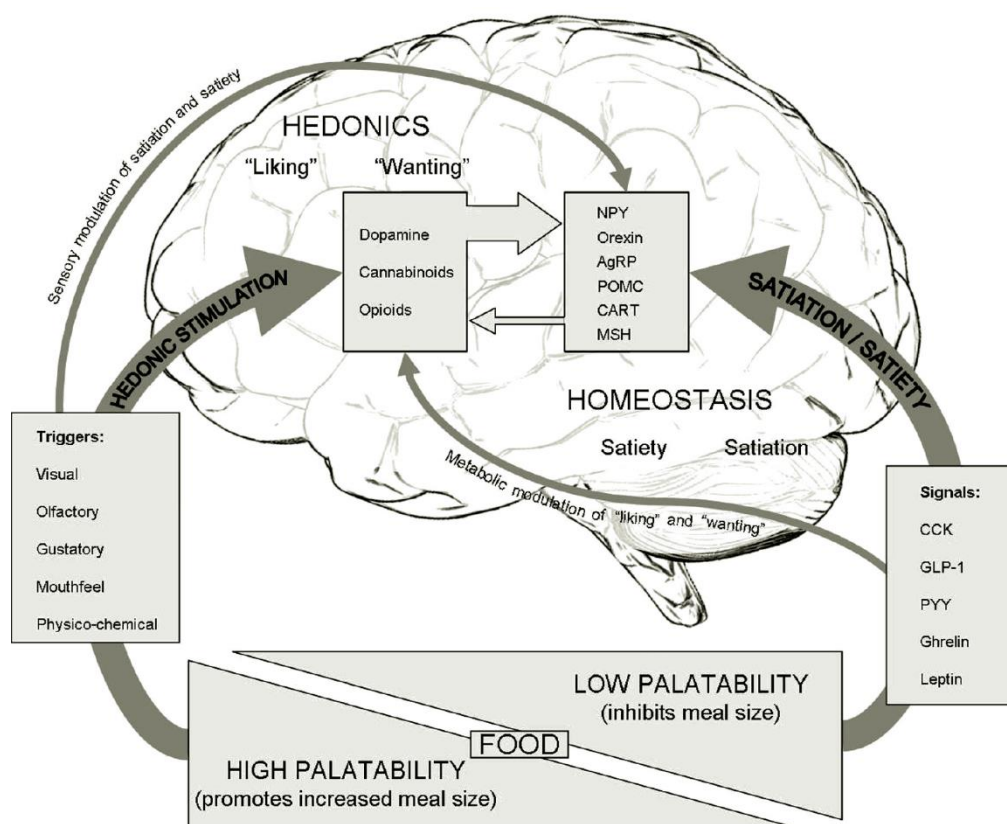 Sensory modulation of satiation and satiety
HEDONICS
“Liking” “Wanting”
Dopamine
Cannabinoids
Opioids
NPY
Orexin
AgRP
POMC
CART
MSH
HEDONIC STIMULATION
SATIATION / SATIETY
HOMEOSTASIS
Satiety Satiation
Metabolic modulation of “liking” and “wanting”
Triggers:
Visual
Olfactory
Gustatory
Mouthfeel
Physico-chemical
Signals:
CCK
GLP-1
PYY
Ghrelin
Leptin
LOW PALATABILITY
(inhibits meal size)
FOOD
HIGH PALATABILITY
(promotes increased meal size)